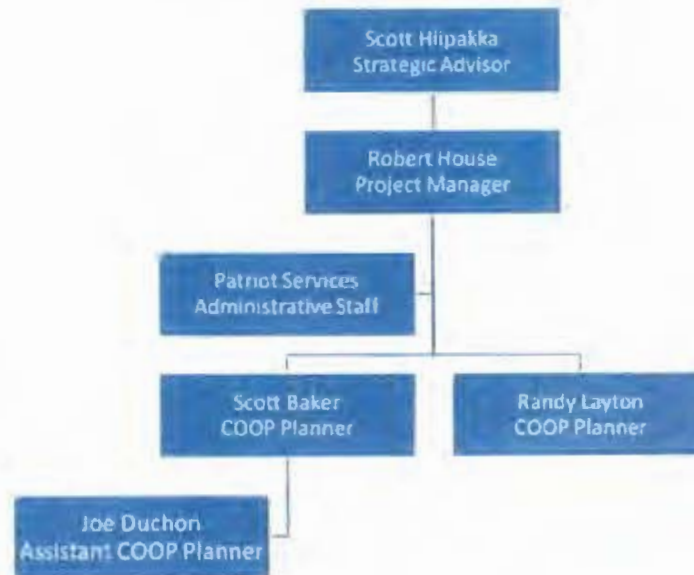 Scott Hiipakka
Strategic Advisor
Robert House
Project Manager
Patriot Services
Administrative Staff
Scott Baker
COOP Planner
Randy Layton
COOP Planner
Joe Duchon
Assistant COOP Planner